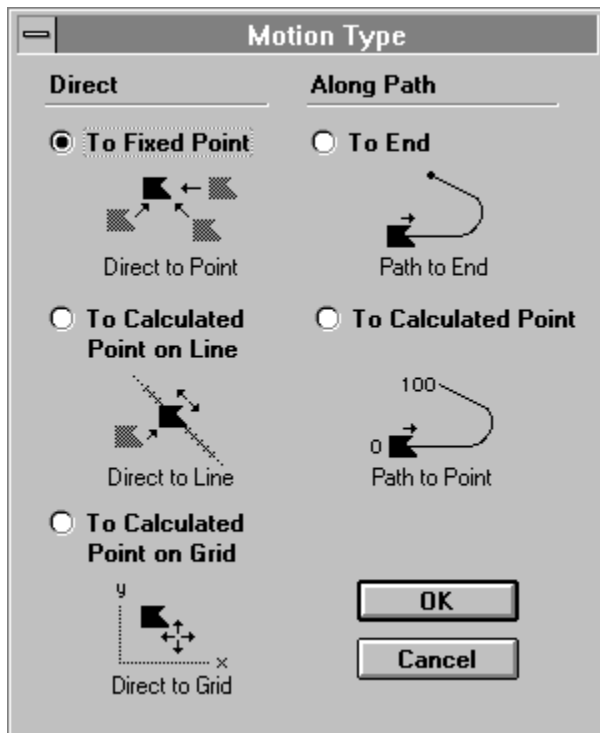 Motion Type
Direct
To Fixed Point
Direct to Point
To Calculated
Point on Line
Direct to Line
To Calculated
Point on Grid
y
x
Direct to Grid
Along Path
To End
Path to End
To Calculated Point
100
0
Path to Point
OK
Cancel